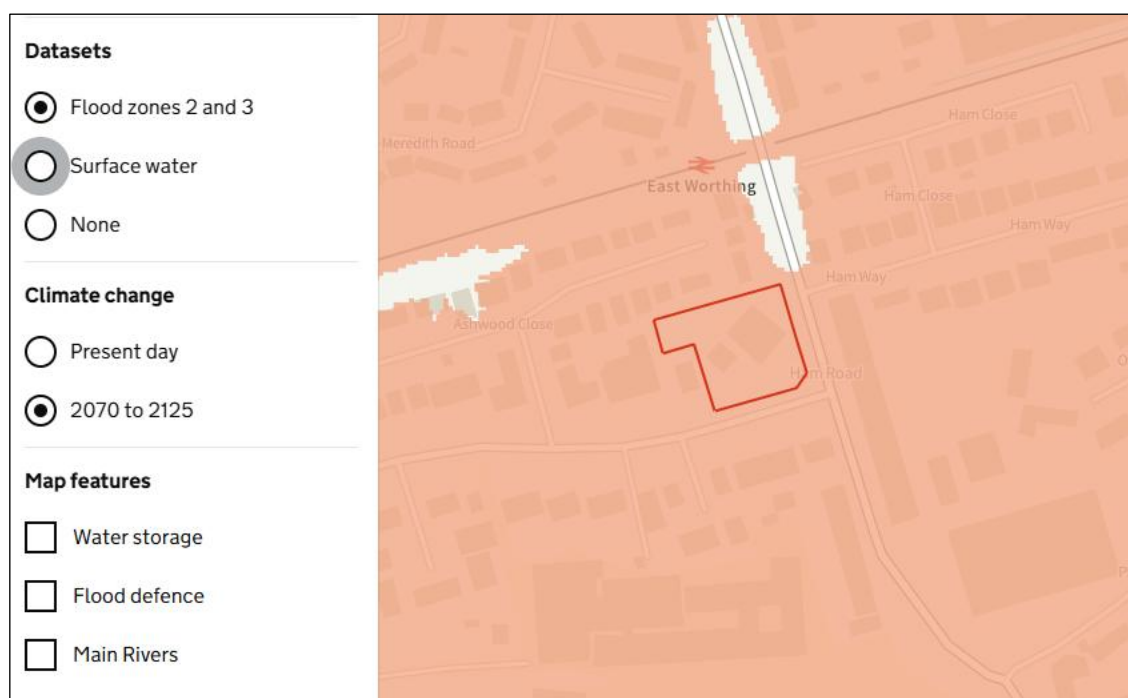 Datasets
Flood zones 2 and 3
Surface water
None
Climate change
Present day
2070 to 2125
Map features
Water storage
Flood defence
Main Rivers
Meredith Road
East Worthing
Ham Close
Ham Close
Ham Way
Ham Way
Ashwood Close
Ham Road